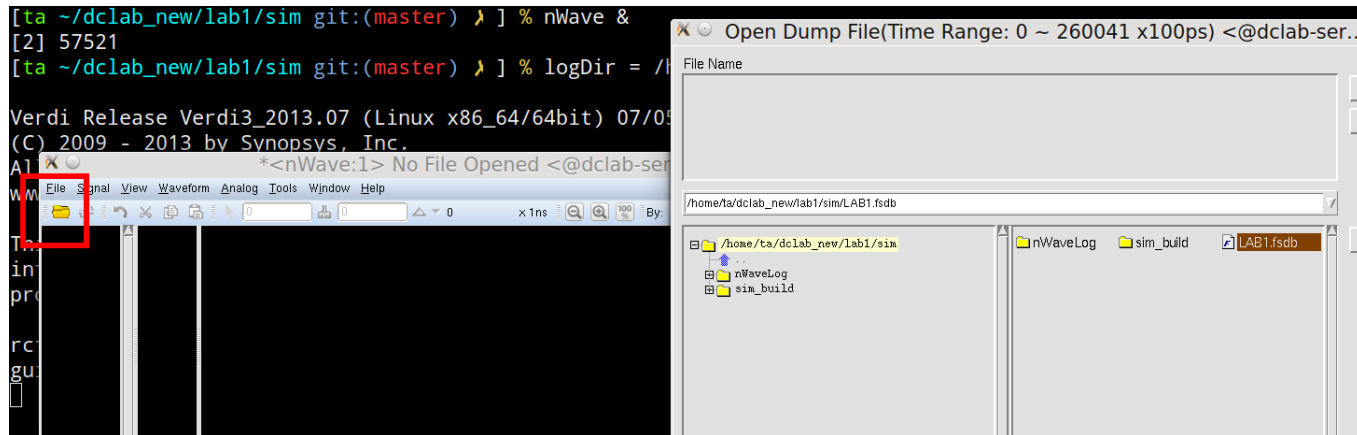 [ta ~/dclab_new/lab1/sim git:(master) ] % nWave &
[2] 57521
[ta ~/dclab_new/lab1/sim git:(master) ] % logDir = /
Verdi Release Verdi3_2013.07 (Linux x86_64/64bit) 07/05
(C) 2009 - 2013 by Synopsys, Inc.
*<nWave:1> No File Opened <@dclab-ser
File Signal View Waveform Analog Tools Window Help
0 0 0 x 1ns 100% By:
Open Dump File(Time Range: 0 ~ 260041 x100ps) <@dclab-ser..
File Name
/home/ta/dclab_new/lab1/sim/LAB1.fsdb
/home/ta/dclab_new/lab1/sim
..
nWaveLog
sim_build
nWaveLog sim_build LAB1.fsdb